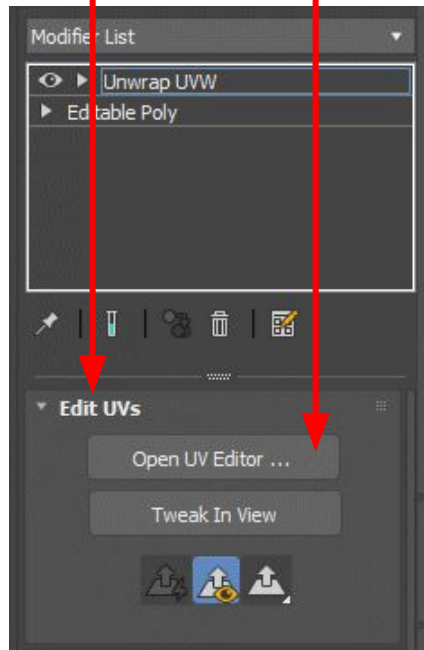 Modifier List
Unwrap UVW
Editable Poly
Edit UVs
Open UV Editor ...
Tweak In View